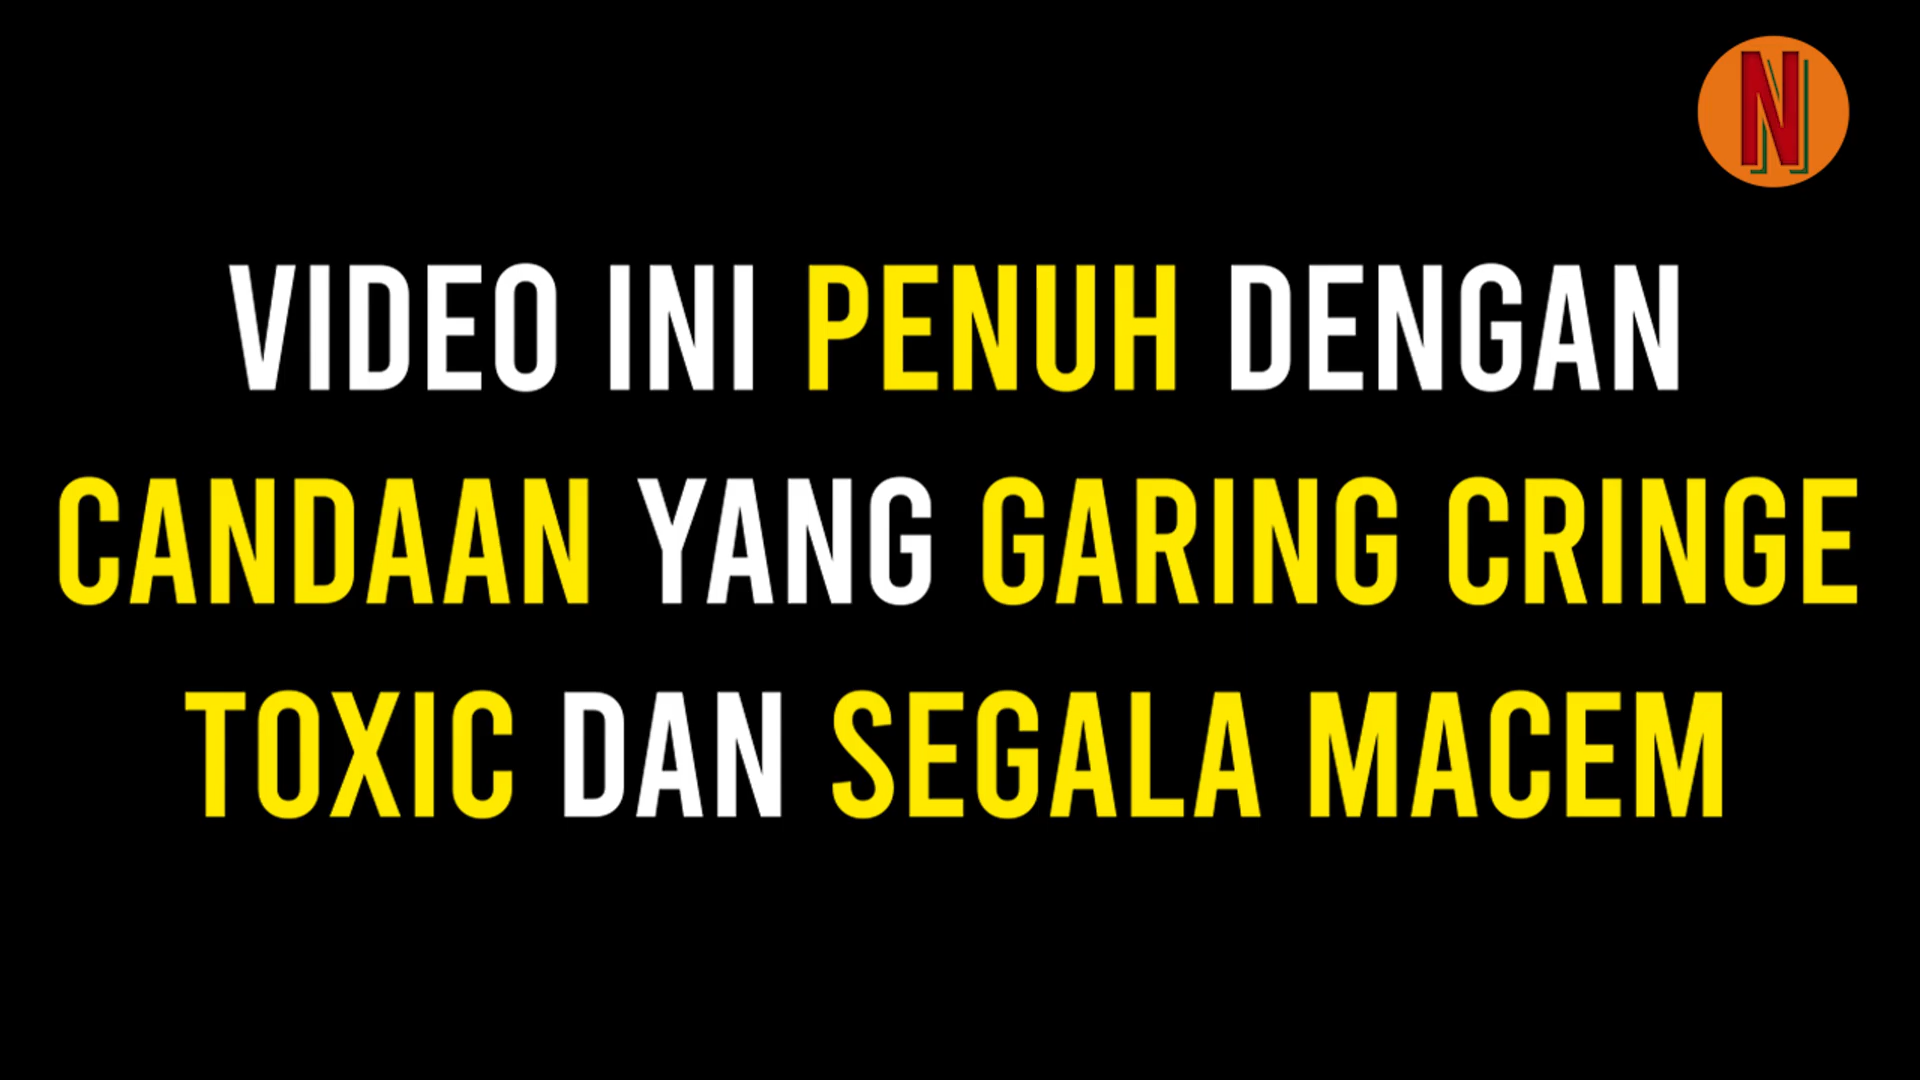 N
VIDEO INI PENUH DENGAN
CANDAAN YANG GARING CRINGE
TOXIC DAN SEGALA MACEM